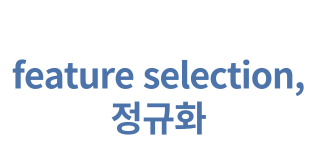 feature selection,
정규화